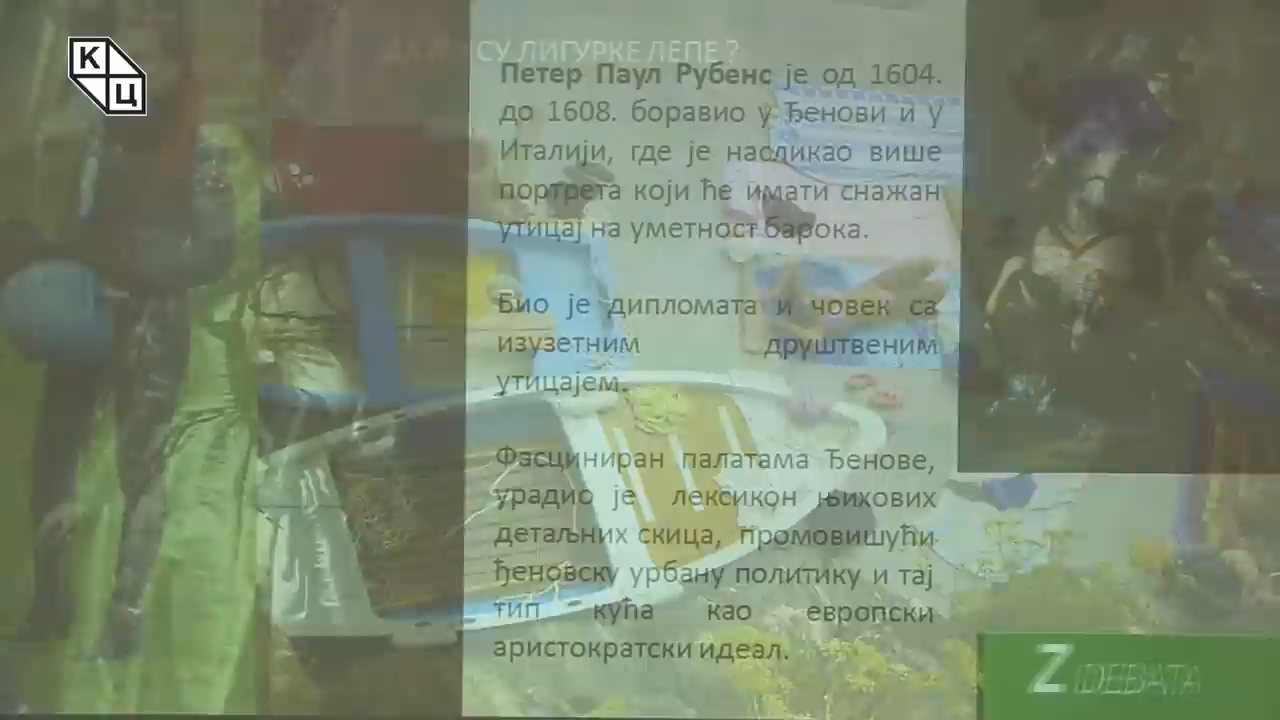 КЦ
СУ ЛИГУРКЕ ЛЕПЕ ?
Петер Паул Рубенс је од 1604.
до 1608. боравио у Ђенови и у
Италији, где је насликао више
портрета који ће имати снажан
утицај на уметност барока.
Био је дипломата и човек са
изузетним друштвеним
утицајем.
Фасциниран палатама Ђенове,
урадио је лексикон њихових
детаљних скица, промовишући
ђеновску урбану политику и тај
тип кућа као европски
аристократски идеал.
Z DEBATA